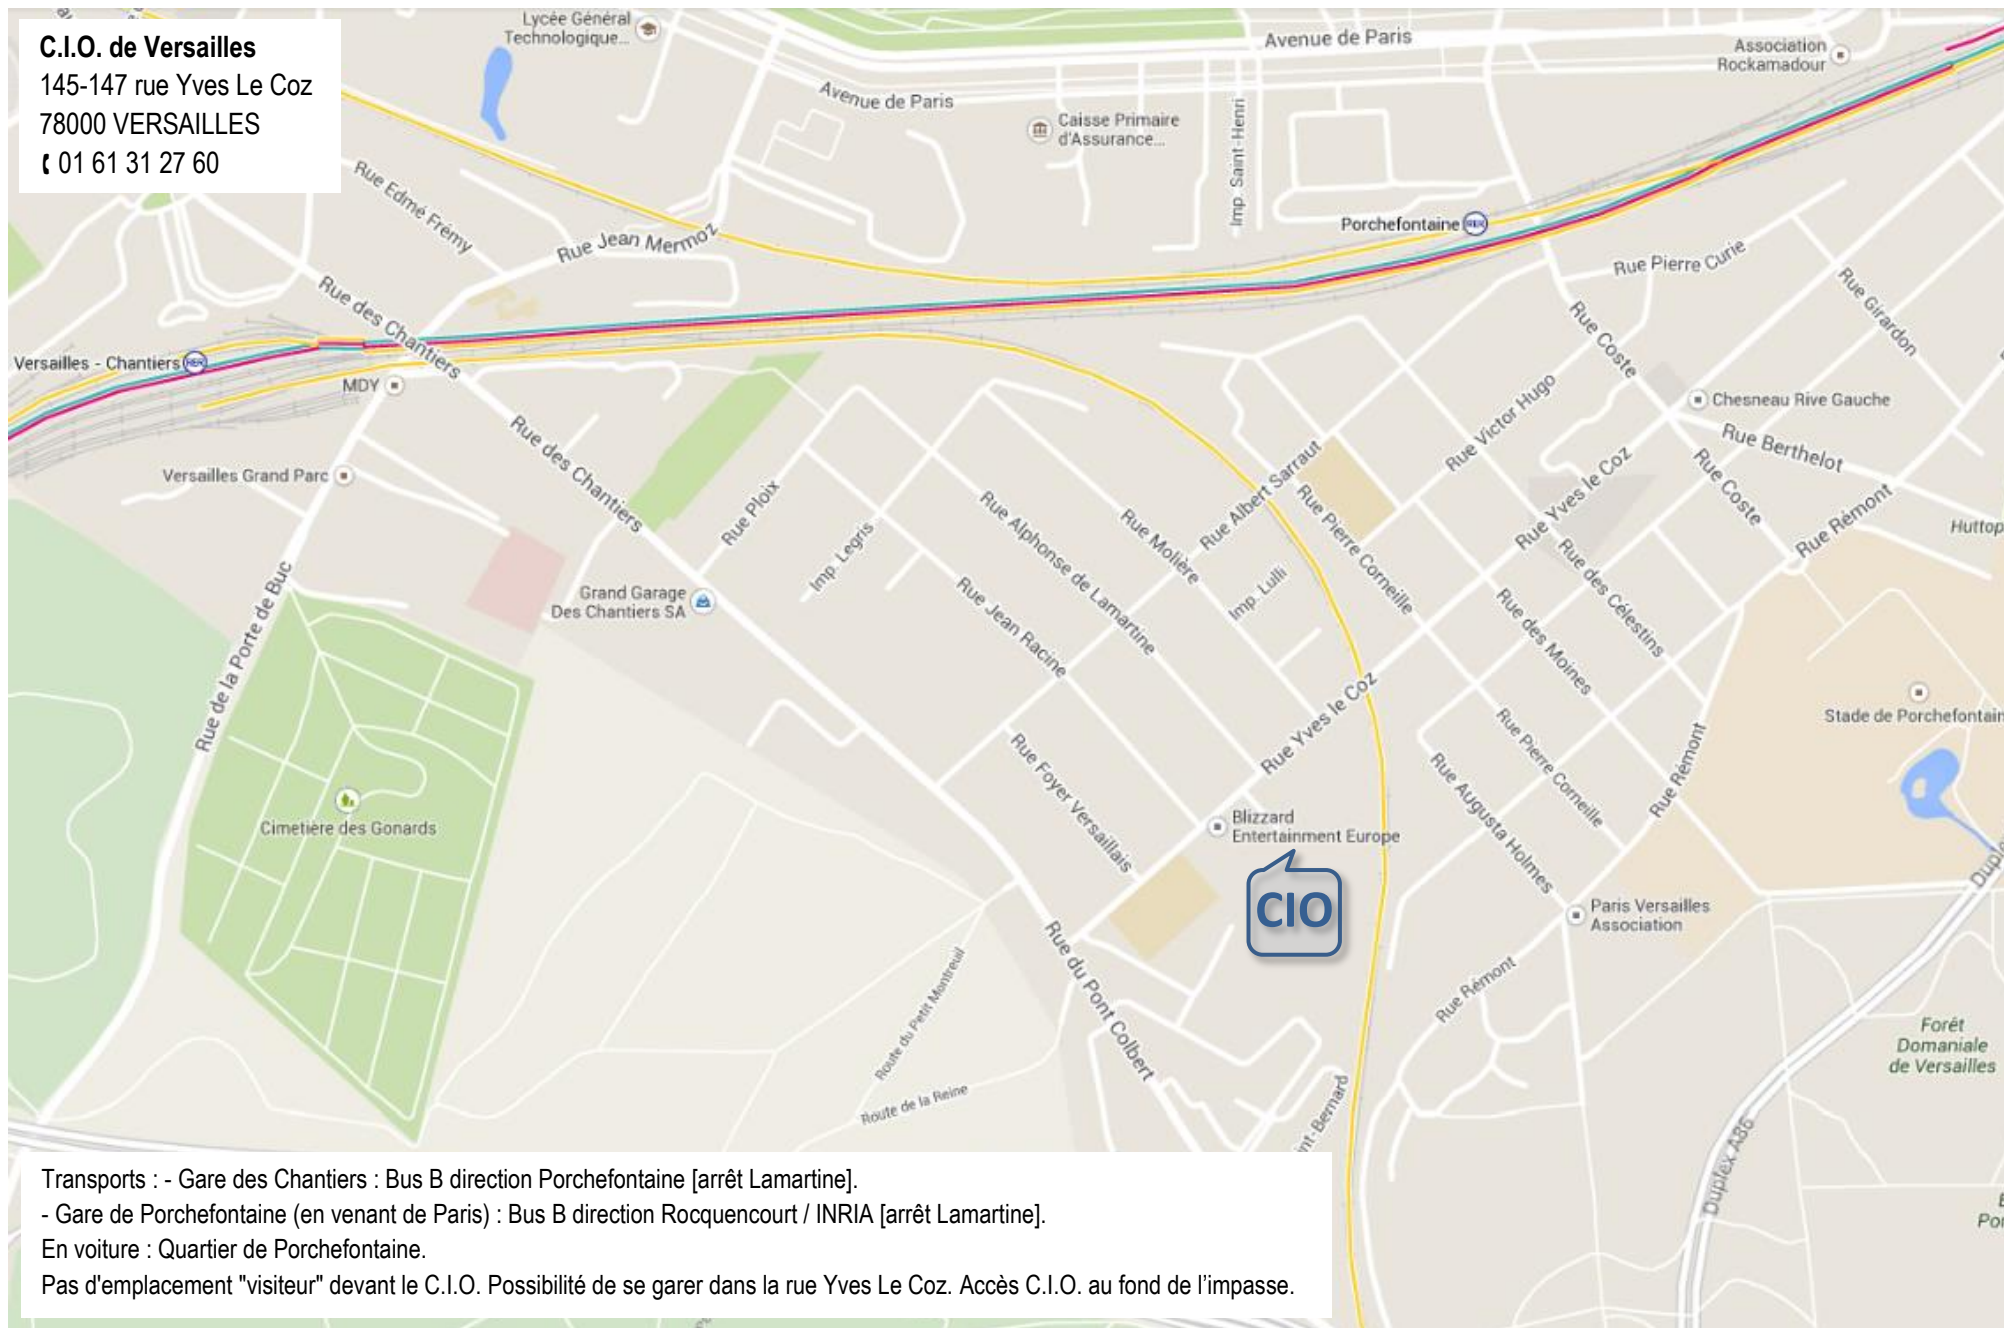 C.I.O. de Versailles
145-147 rue Yves Le Coz
78000 VERSAILLES
01 61 31 27 60
Lycée Général
Technologique...
Avenue de Paris
Association
Rockamadour
Avenue de Paris
Caisse Primaire
d'Assurance...
Imp. Saint-Henri
Rue Edmé Frémy
Rue Jean Mermoz
Porchefontaine
RER
Rue Pierre Curie
Rue Girardon
Rue des Chantiers
Rue Coste
Versailles - Chantiers
RER
MDY
Chesneau Rive Gauche
Rue Victor Hugo
Rue Berthelot
Rue des Chantiers
Rue Albert Sarraut
Rue Yves le Coz
Rue Coste
Versailles Grand Parc
Rue Ploix
Imp. Legris
Rue Alphonse de Lamartine
Rue Molière
Rue Pierre Corneille
Rue Rémont
Huttop
Rue des Célestins
Grand Garage
Des Chantiers SA
Rue Jean Racine
Imp. Lulli
Rue des Moines
Rue de la Porte de Buc
Rue Yves le Coz
Stade de Porchefontain
Rue Foyer Versaillais
Rue Pierre Corneille
Rue Rémont
Rue Augusta Holmes
Cimetière des Gonards
Blizzard
Entertainment Europe
CIO
Paris Versailles
Association
Duple
Rue du Pont Colbert
Route du Petit Montreuil
Rue Rémont
Forêt
Domaniale
de Versailles
Route de la Reine
int-Bernard
Duplex A86
Por
Transports : - Gare des Chantiers : Bus B direction Porchefontaine [arrêt Lamartine].
- Gare de Porchefontaine (en venant de Paris) : Bus B direction Rocquencourt / INRIA [arrêt Lamartine].
En voiture : Quartier de Porchefontaine.
Pas d'emplacement "visiteur" devant le C.I.O. Possibilité de se garer dans la rue Yves Le Coz. Accès C.I.O. au fond de l’impasse.